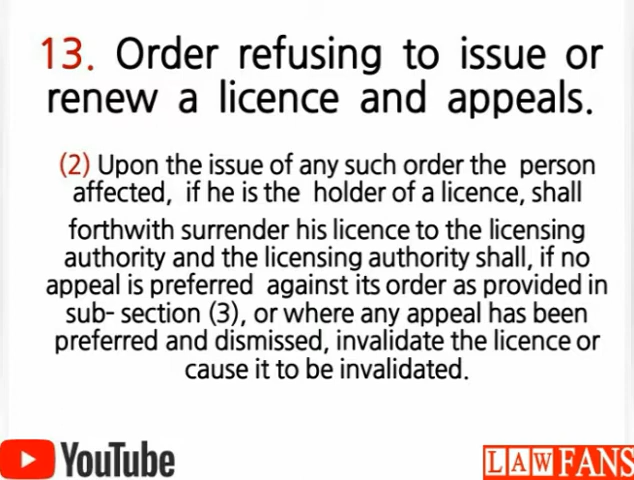 13. Order refusing to issue or
renew a licence and appeals.
(2) Upon the issue of any such order the person
affected, if he is the holder of a licence, shall
forthwith surrender his licence to the licensing
authority and the licensing authority shall, if no
appeal is preferred against its order as provided in
sub- section (3), or where any appeal has been
preferred and dismissed, invalidate the licence or
cause it to be invalidated.
YouTube
LAWFANS